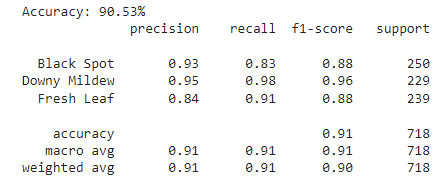 Accuracy: 90.53%
precision recall f1-score support
Black Spot 0.93 0.83 0.88 250
Downy Mildew 0.95 0.98 0.96 229
Fresh Leaf 0.84 0.91 0.88 239
accuracy 0.91 718
macro avg 0.91 0.91 0.91 718
weighted avg 0.91 0.91 0.90 718